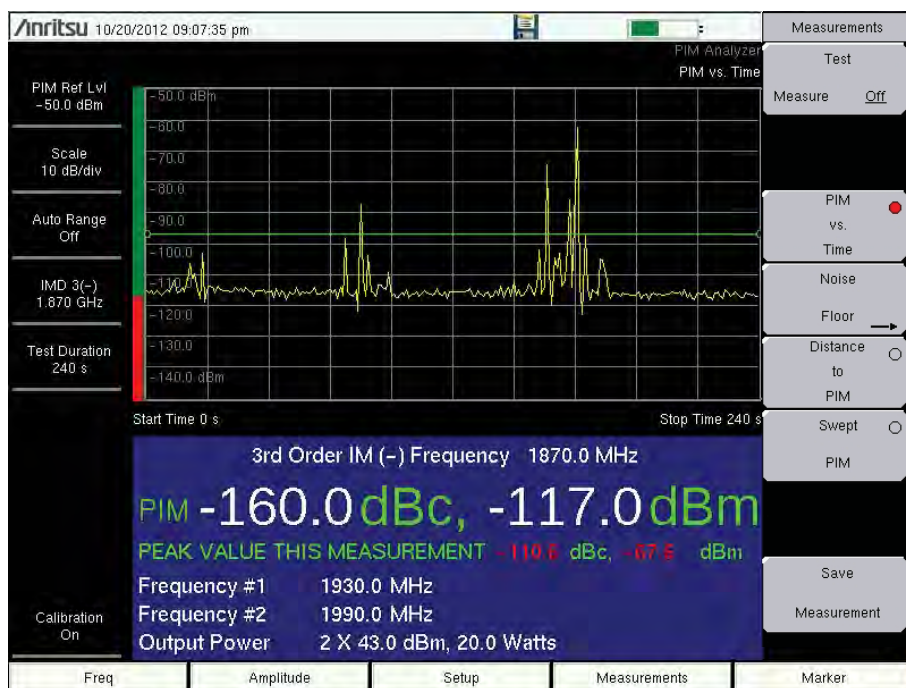 Anritsu 10/20/2012 09:07:35 pm
Measurements
PIM Analyzer
PIM vs. Time
PIM Ref Lvl
-50.0 dBm
Scale
10 dB/div
Auto Range
Off
IMD 3(-)
1.870 GHz
Test Duration
240 s
Calibration
On
-50.0 dBm
-60.0
-70.0
-80.0
-90.0
-100.0
-110.0
-120.0
-130.0
-140.0 dBm
Start Time 0 s
Stop Time 240 s
3rd Order IM (-) Frequency 1870.0 MHz
PIM -160.0 dBc, -117.0 dBm
PEAK VALUE THIS MEASUREMENT dBc, dBm
Frequency #1 1930.0 MHz
Frequency #2 1990.0 MHz
Output Power 2 X 43.0 dBm, 20.0 Watts
Test
Measure Off
PIM
vs.
Time
Noise
Floor
Distance
to
PIM
Swept
PIM
Save
Measurement
Freq
Amplitude
Setup
Measurements
Marker